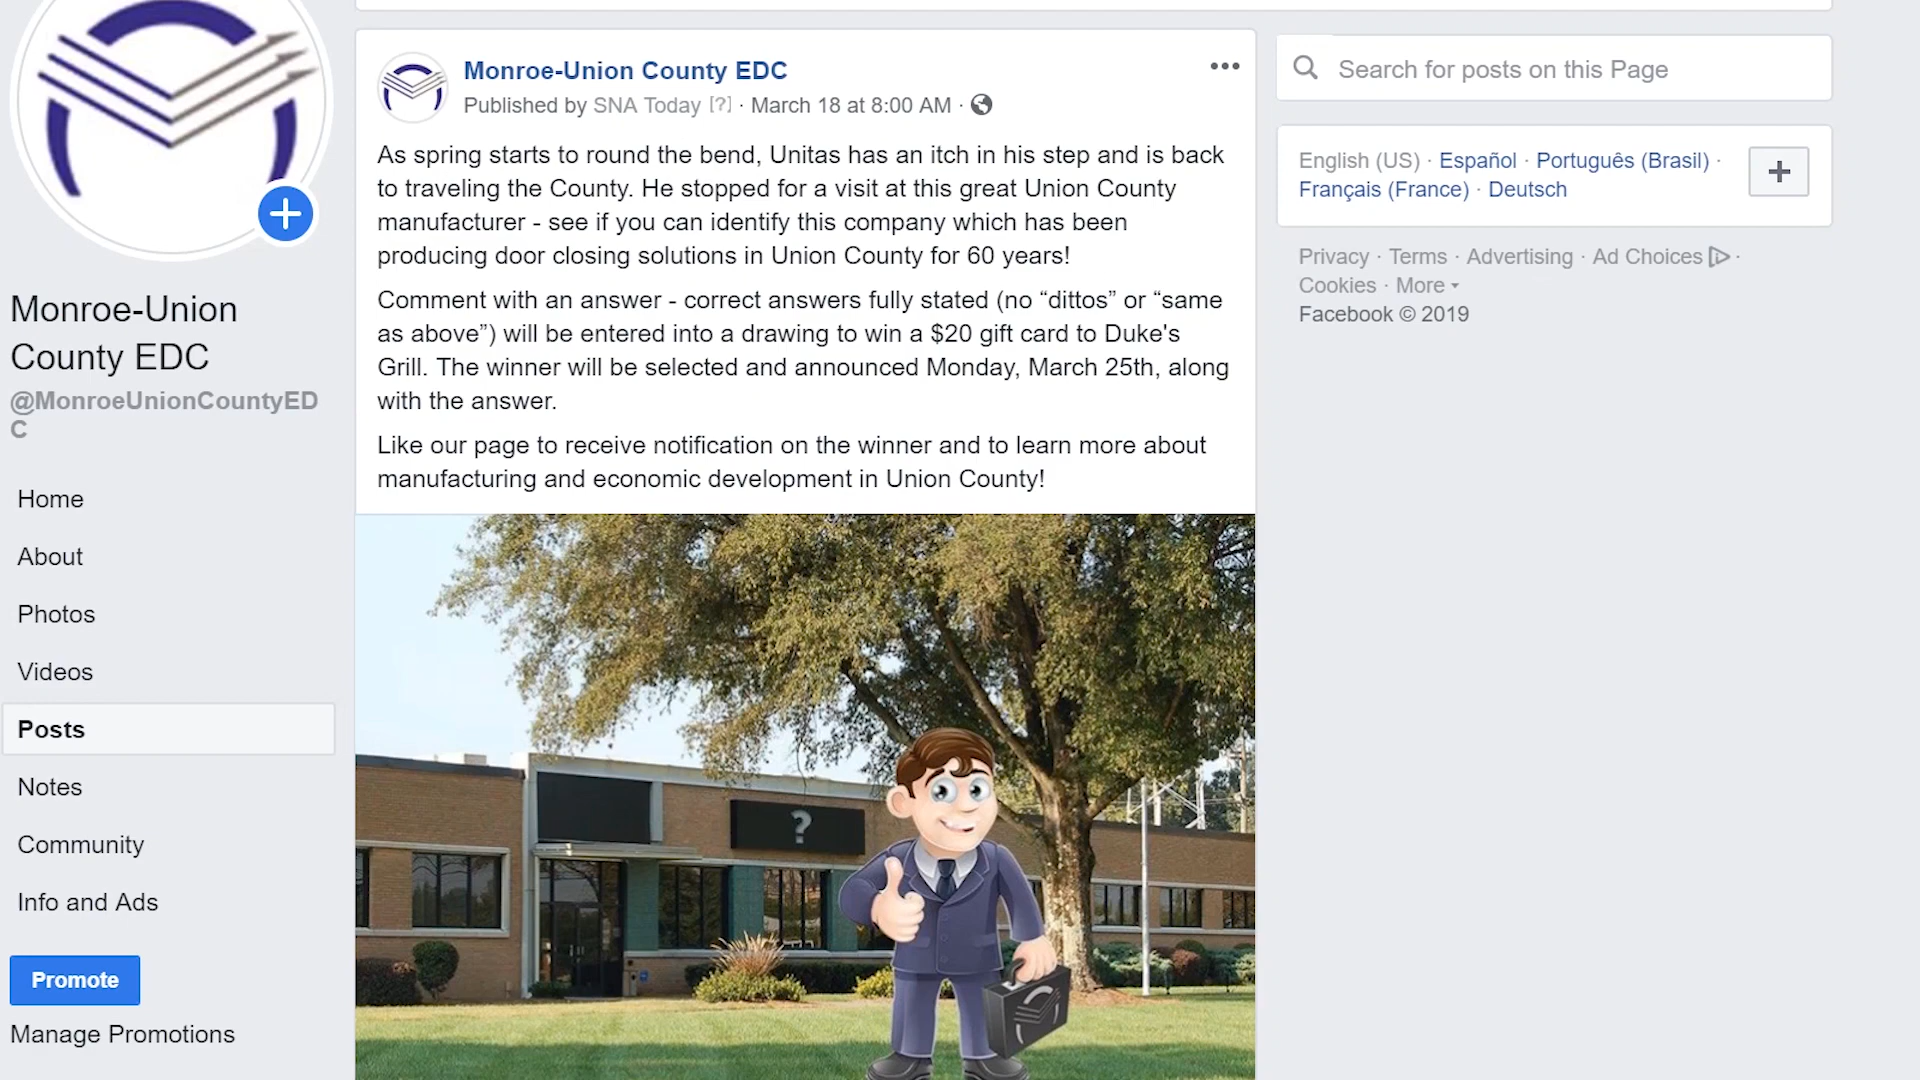 Monroe-Union
County EDC
@MonroeUnionCountyED
C
Home
About
Photos
Videos
Posts
Notes
Community
Info and Ads
Promote
Manage Promotions
Monroe-Union County EDC
Published by SNA Today [?] · March 18 at 8:00 AM ·
As spring starts to round the bend, Unitas has an itch in his step and is back
to traveling the County. He stopped for a visit at this great Union County
manufacturer - see if you can identify this company which has been
producing door closing solutions in Union County for 60 years!
Comment with an answer - correct answers fully stated (no “dittos” or “same
as above”) will be entered into a drawing to win a $20 gift card to Duke's
Grill. The winner will be selected and announced Monday, March 25th, along
with the answer.
Like our page to receive notification on the winner and to learn more about
manufacturing and economic development in Union County!
?
Search for posts on this Page
English (US) · Español · Português (Brasil) ·
Français (France) · Deutsch
Privacy · Terms · Advertising · Ad Choices ·
Cookies · More
Facebook © 2019